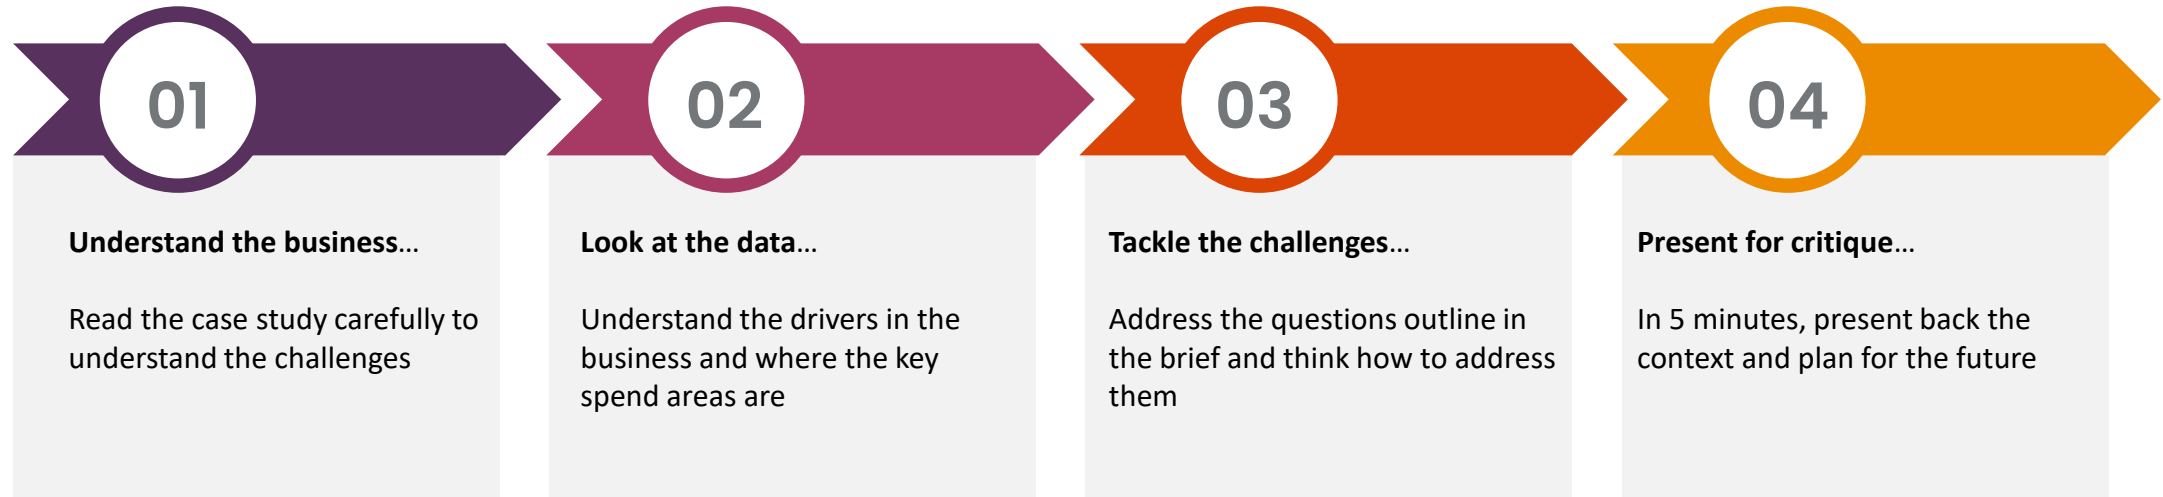 01
Understand the business...
Read the case study carefully to
understand the challenges
02
Look at the data...
Understand the drivers in the
business and where the key
spend areas are
03
Tackle the challenges...
Address the questions outline in
the brief and think how to address
them
04
Present for critique...
In 5 minutes, present back the
context and plan for the future